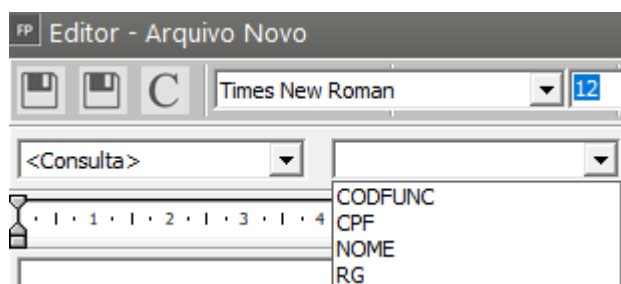 FP Editor - Arquivo Novo
C Times New Roman 12
<Consulta>
1 2 3 4
CODFUNC
CPF
NOME
RG